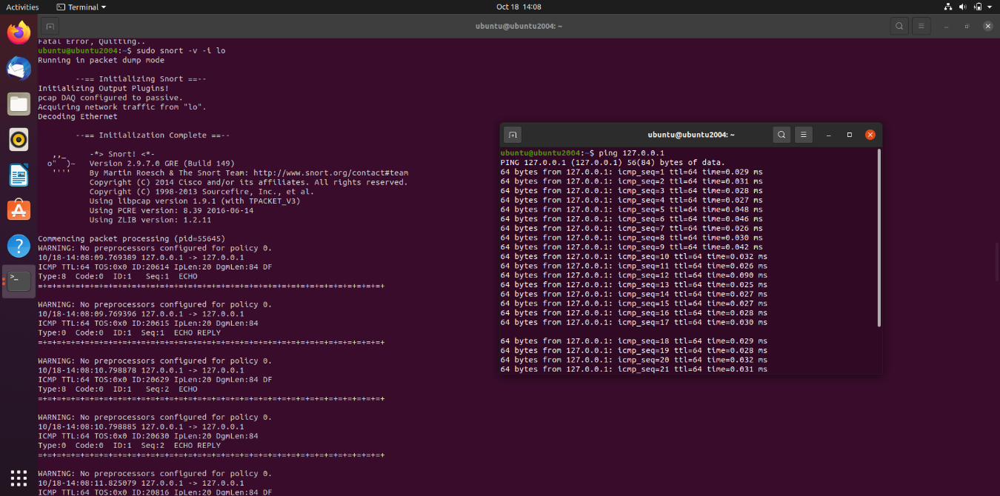 Activities
Terminal
Oct 18 14:08
ubuntu@ubuntu2004: ~
Fatal Error, Quitting..
ubuntu@ubuntu2004:~$ sudo snort -v -i lo
Running in packet dump mode
--== Initializing Snort ==--
Initializing Output Plugins!
pcap DAQ configured to passive.
Acquiring network traffic from "lo".
Decoding Ethernet
--== Initialization Complete ==--
,,_     -*> Snort! <*-
o"  )~   Version 2.9.7.0 GRE (Build 149)
''''    By Martin Roesch & The Snort Team: http://www.snort.org/contact#team
Copyright (C) 2014 Cisco and/or its affiliates. All rights reserved.
Copyright (C) 1998-2013 Sourcefire, Inc., et al.
Using libpcap version 1.9.1 (with TPACKET_V3)
Using PCRE version: 8.39 2016-06-14
Using ZLIB version: 1.2.11
Commencing packet processing (pid=55645)
WARNING: No preprocessors configured for policy 0.
10/18-14:08:09.769389 127.0.0.1 -> 127.0.0.1
ICMP TTL:64 TOS:0x0 ID:20614 IpLen:20 DgmLen:84 DF
Type:8  Code:0  ID:1   Seq:1  ECHO
=+=+=+=+=+=+=+=+=+=+=+=+=+=+=+=+=+=+=+=+=+=+=+=+=+=+=+=+=+=+=+=+=+=+=+=+=+
WARNING: No preprocessors configured for policy 0.
10/18-14:08:09.769396 127.0.0.1 -> 127.0.0.1
ICMP TTL:64 TOS:0x0 ID:20615 IpLen:20 DgmLen:84
Type:0  Code:0  ID:1  Seq:1  ECHO REPLY
=+=+=+=+=+=+=+=+=+=+=+=+=+=+=+=+=+=+=+=+=+=+=+=+=+=+=+=+=+=+=+=+=+=+=+=+=+
WARNING: No preprocessors configured for policy 0.
10/18-14:08:10.798878 127.0.0.1 -> 127.0.0.1
ICMP TTL:64 TOS:0x0 ID:20629 IpLen:20 DgmLen:84 DF
Type:8  Code:0  ID:1   Seq:2  ECHO
=+=+=+=+=+=+=+=+=+=+=+=+=+=+=+=+=+=+=+=+=+=+=+=+=+=+=+=+=+=+=+=+=+=+=+=+=+
WARNING: No preprocessors configured for policy 0.
10/18-14:08:10.798885 127.0.0.1 -> 127.0.0.1
ICMP TTL:64 TOS:0x0 ID:20630 IpLen:20 DgmLen:84
Type:0  Code:0  ID:1  Seq:2  ECHO REPLY
=+=+=+=+=+=+=+=+=+=+=+=+=+=+=+=+=+=+=+=+=+=+=+=+=+=+=+=+=+=+=+=+=+=+=+=+=+
WARNING: No preprocessors configured for policy 0.
10/18-14:08:11.825079 127.0.0.1 -> 127.0.0.1
ICMP TTL:64 TOS:0x0 ID:20816 IpLen:20 DgmLen:84 DF
ubuntu@ubuntu2004: ~
ubuntu@ubuntu2004:~$ ping 127.0.0.1
PING 127.0.0.1 (127.0.0.1) 56(84) bytes of data.
64 bytes from 127.0.0.1: icmp_seq=1 ttl=64 time=0.029 ms
64 bytes from 127.0.0.1: icmp_seq=2 ttl=64 time=0.031 ms
64 bytes from 127.0.0.1: icmp_seq=3 ttl=64 time=0.028 ms
64 bytes from 127.0.0.1: icmp_seq=4 ttl=64 time=0.027 ms
64 bytes from 127.0.0.1: icmp_seq=5 ttl=64 time=0.048 ms
64 bytes from 127.0.0.1: icmp_seq=6 ttl=64 time=0.046 ms
64 bytes from 127.0.0.1: icmp_seq=7 ttl=64 time=0.026 ms
64 bytes from 127.0.0.1: icmp_seq=8 ttl=64 time=0.030 ms
64 bytes from 127.0.0.1: icmp_seq=9 ttl=64 time=0.042 ms
64 bytes from 127.0.0.1: icmp_seq=10 ttl=64 time=0.032 ms
64 bytes from 127.0.0.1: icmp_seq=11 ttl=64 time=0.026 ms
64 bytes from 127.0.0.1: icmp_seq=12 ttl=64 time=0.090 ms
64 bytes from 127.0.0.1: icmp_seq=13 ttl=64 time=0.025 ms
64 bytes from 127.0.0.1: icmp_seq=14 ttl=64 time=0.027 ms
64 bytes from 127.0.0.1: icmp_seq=15 ttl=64 time=0.027 ms
64 bytes from 127.0.0.1: icmp_seq=16 ttl=64 time=0.028 ms
64 bytes from 127.0.0.1: icmp_seq=17 ttl=64 time=0.030 ms
64 bytes from 127.0.0.1: icmp_seq=18 ttl=64 time=0.029 ms
64 bytes from 127.0.0.1: icmp_seq=19 ttl=64 time=0.028 ms
64 bytes from 127.0.0.1: icmp_seq=20 ttl=64 time=0.032 ms
64 bytes from 127.0.0.1: icmp_seq=21 ttl=64 time=0.031 ms